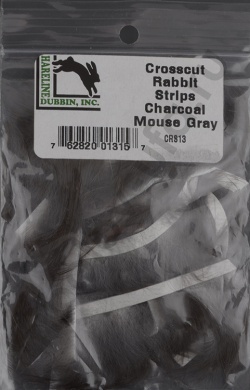 HARELINE
DUBBIN, INC.
Crosscut
Rabbit
Strips
Charcoal
Mouse Gray
CR813
7 62820 01315 7